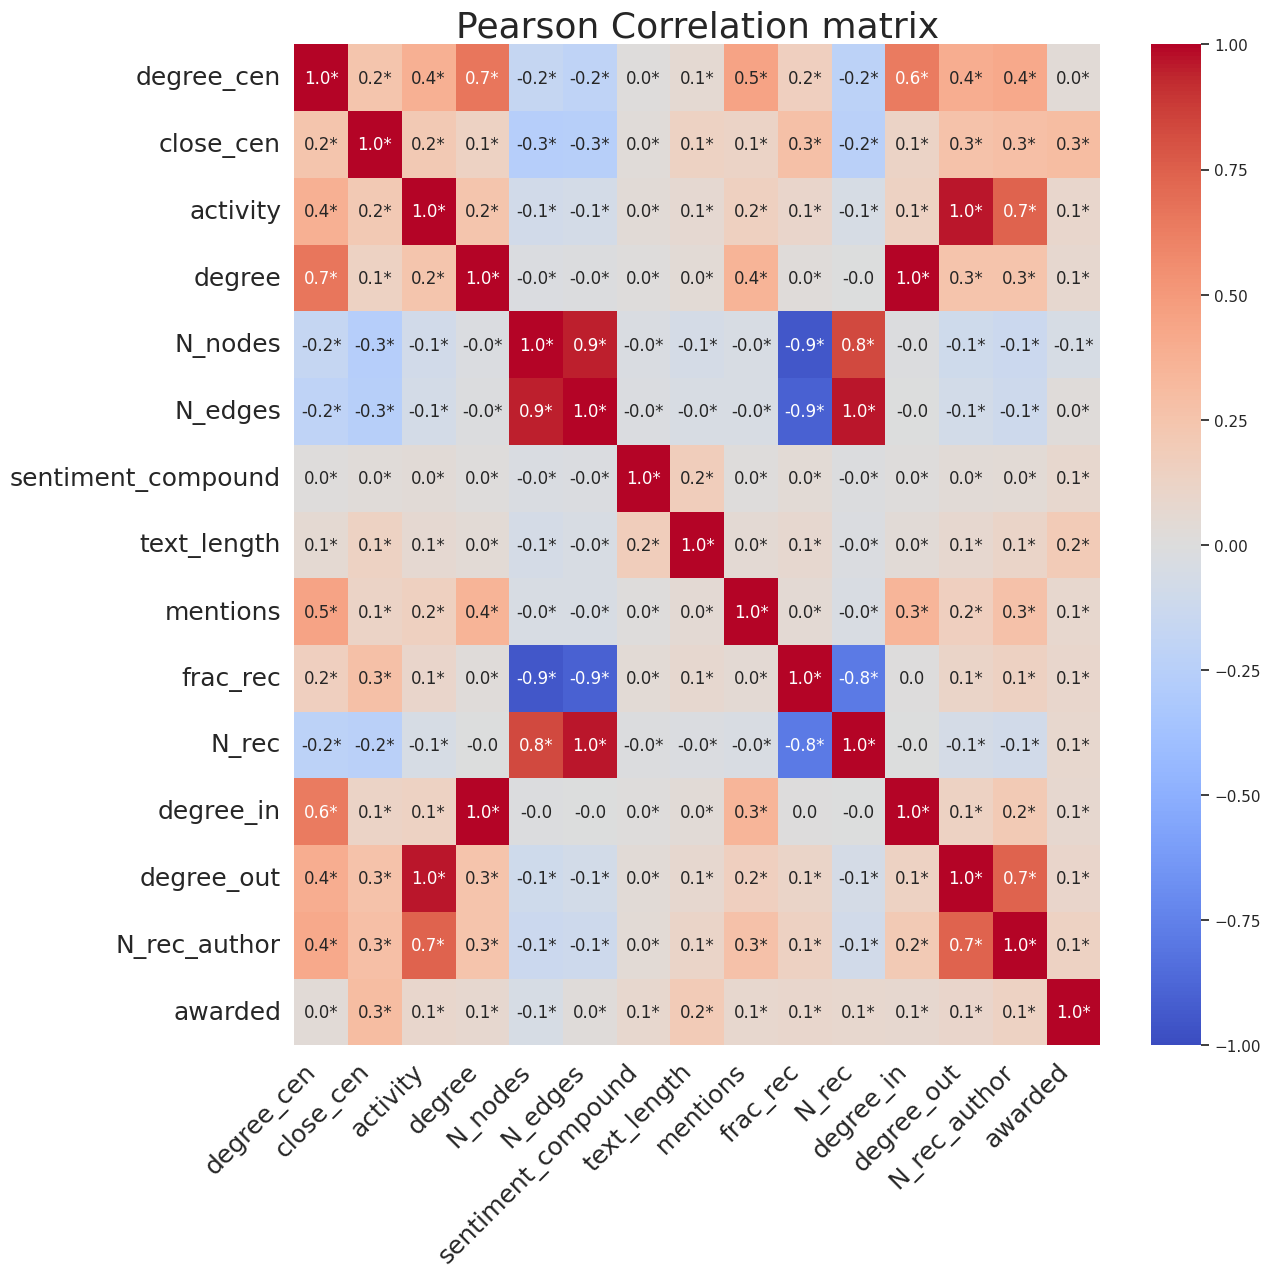 Pearson Correlation matrix
degree_cen 1.0* 0.2* 0.4* 0.7* -0.2* -0.2* 0.0* 0.1* 0.5* 0.2* -0.2* 0.6* 0.4* 0.4* 0.0*
close_cen 0.2* 1.0* 0.2* 0.1* -0.3* -0.3* 0.0* 0.1* 0.1* 0.3* -0.2* 0.1* 0.3* 0.3* 0.3*
activity 0.4* 0.2* 1.0* 0.2* -0.1* -0.1* 0.0* 0.1* 0.2* 0.1* -0.1* 0.1* 1.0* 0.7* 0.1*
degree 0.7* 0.1* 0.2* 1.0* -0.0* -0.0* 0.0* 0.0* 0.4* 0.0* -0.0 1.0* 0.3* 0.3* 0.1*
N_nodes -0.2* -0.3* -0.1* -0.0* 1.0* 0.9* -0.0* -0.1* -0.0* -0.9* 0.8* -0.0 -0.1* -0.1* -0.1*
N_edges -0.2* -0.3* -0.1* -0.0* 0.9* 1.0* -0.0* -0.0* -0.0* -0.9* 1.0* -0.0 -0.1* -0.1* 0.0*
sentiment_compound 0.0* 0.0* 0.0* 0.0* -0.0* -0.0* 1.0* 0.2* 0.0* 0.0* -0.0* 0.0* 0.0* 0.0* 0.1*
text_length 0.1* 0.1* 0.1* 0.0* -0.1* -0.0* 0.2* 1.0* 0.0* 0.1* -0.0* 0.0* 0.1* 0.1* 0.2*
mentions 0.5* 0.1* 0.2* 0.4* -0.0* -0.0* 0.0* 0.0* 1.0* 0.0* -0.0* 0.3* 0.2* 0.3* 0.1*
frac_rec 0.2* 0.3* 0.1* 0.0* -0.9* -0.9* 0.0* 0.1* 0.0* 1.0* -0.8* 0.0 0.1* 0.1* 0.1*
N_rec -0.2* -0.2* -0.1* -0.0 0.8* 1.0* -0.0* -0.0* -0.0* -0.8* 1.0* -0.0 -0.1* -0.1* 0.1*
degree_in 0.6* 0.1* 0.1* 1.0* -0.0 -0.0 0.0* 0.0* 0.3* 0.0 -0.0 1.0* 0.1* 0.2* 0.1*
degree_out 0.4* 0.3* 1.0* 0.3* -0.1* -0.1* 0.0* 0.1* 0.2* 0.1* -0.1* 0.1* 1.0* 0.7* 0.1*
N_rec_author 0.4* 0.3* 0.7* 0.3* -0.1* -0.1* 0.0* 0.1* 0.3* 0.1* -0.1* 0.2* 0.7* 1.0* 0.1*
awarded 0.0* 0.3* 0.1* 0.1* -0.1* 0.0* 0.1* 0.2* 0.1* 0.1* 0.1* 0.1* 0.1* 0.1* 1.0*
degree_cen
close_cen
activity
degree
N_nodes
N_edges
sentiment_compound
text_length
mentions
frac_rec
N_rec
degree_in
degree_out
N_rec_author
awarded
1.00
0.75
0.50
0.25
0.00
−0.25
−0.50
−0.75
−1.00